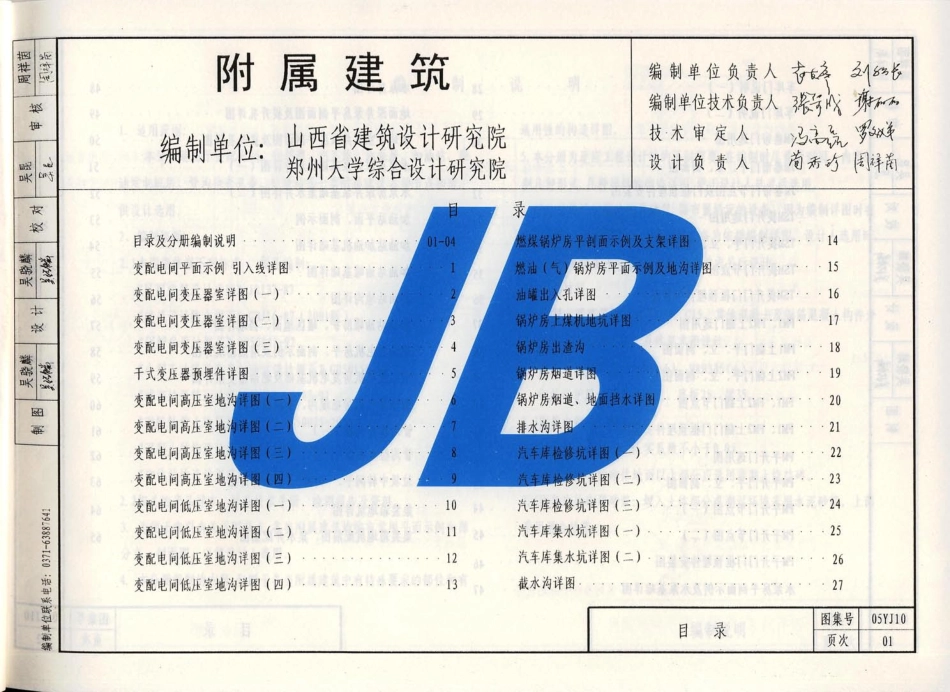 附属建筑
编制单位：山西省建筑设计研究院
郑州大学综合设计研究院
编制单位负责人
编制单位技术负责人
技术审定人
设计负责人
目 录
目录及分册编制说明 01-04
变配电间平面示例 引入线详图 1
变配电间变压器室详图(一) 2
变配电间变压器室详图(二) 3
变配电间变压器室详图(三) 4
干式变压器预埋件详图 5
变配电间高压室地沟详图(一) 6
变配电间高压室地沟详图(二) 7
变配电间高压室地沟详图(三) 8
变配电间高压室地沟详图(四) 9
变配电间低压室地沟详图(一) 10
变配电间低压室地沟详图(二) 11
变配电间低压室地沟详图(三) 12
变配电间低压室地沟详图(四) 13
燃煤锅炉房平剖面示例及支架详图 14
燃油(气)锅炉房平面示例及地沟详图 15
油罐出入孔详图 16
锅炉房上煤机地坑详图 17
锅炉房出渣沟 18
锅炉房烟道详图 19
锅炉房烟道、地面挡水详图 20
排水沟详图 21
汽车库检修坑详图(一) 22
汽车库检修坑详图(二) 23
汽车库检修坑详图(三) 24
汽车库集水坑详图(一) 25
汽车库集水坑详图(二) 26
截水沟详图 27
JB
目 录
图集号 05YJ10
页次 01
周祥茵
审核
吴昆
校对
吴骁麟
设计
吴骁麟
制图
编制单位联系电话：0371-63887641